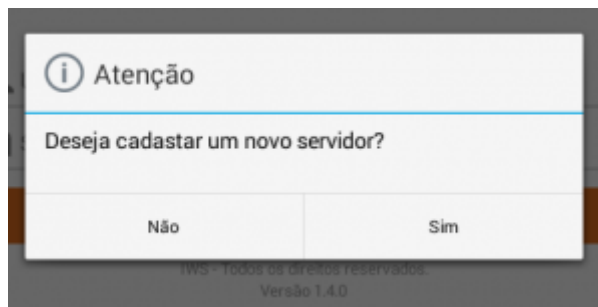 Atenção
Deseja cadastar um novo servidor?
Não
Sim
IWS - Todos os direitos reservados.
Versão 1.4.0